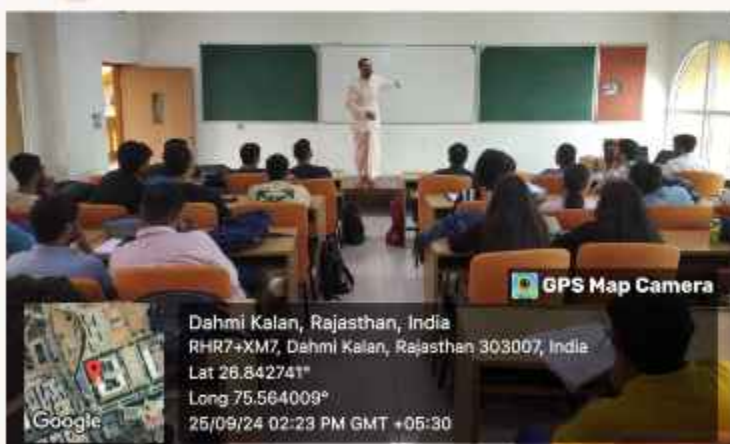 GPS Map Camera
Dahmi Kalan, Rajasthan, India
RHR7+XM7, Dahmi Kalan, Rajasthan 303007, India
Lat 26.842741°
Long 75.564009°
25/09/24 02:23 PM GMT +05:30
Google